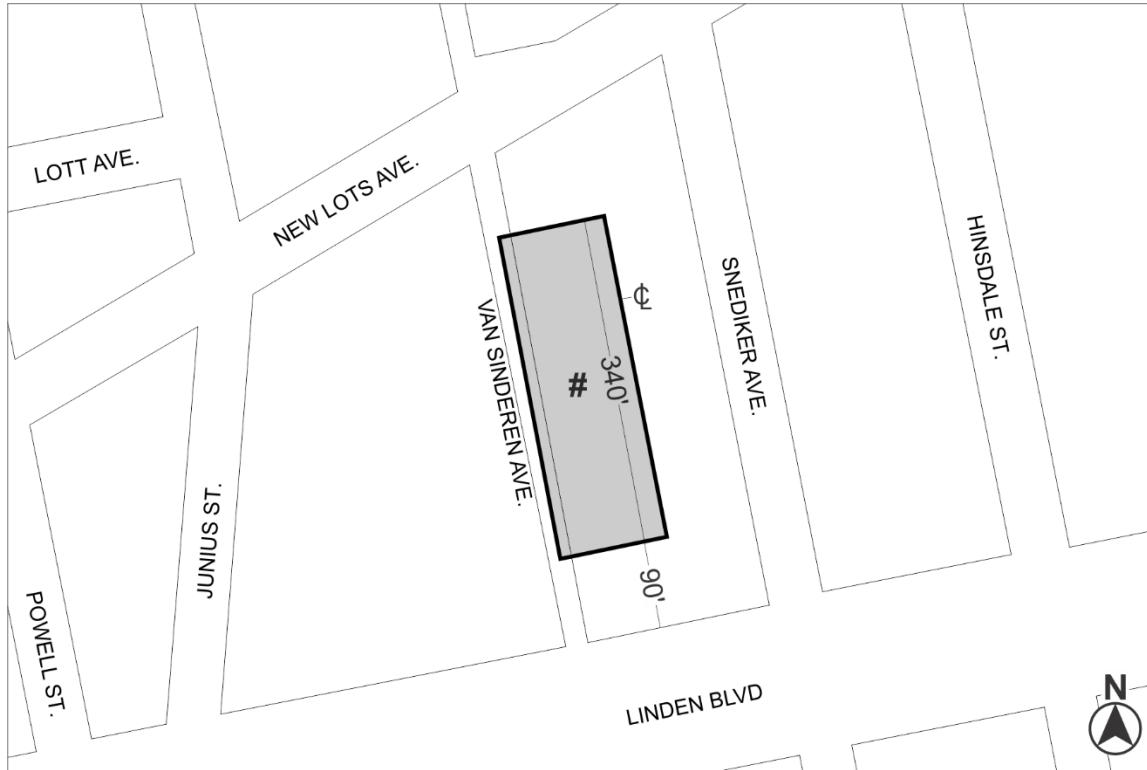 LOTT AVE.
NEW LOTS AVE.
HINSDALE ST.
SNEDIKER AVE.
℄
VAN SINDEREN AVE.
340'
#
JUNIUS ST.
90'
POWELL ST.
LINDEN BLVD
N